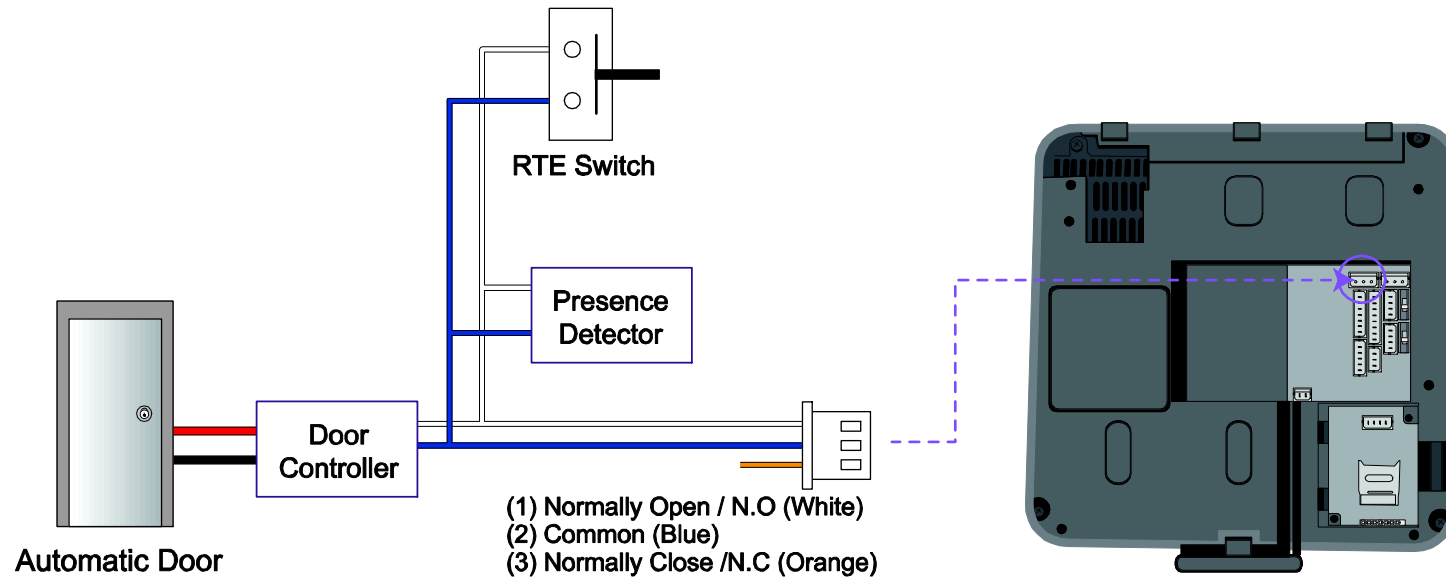 RTE Switch
Presence
Detector
Door
Controller
(1) Normally Open / N.O (White)
(2) Common (Blue)
(3) Normally Close /N.C (Orange)
Automatic Door